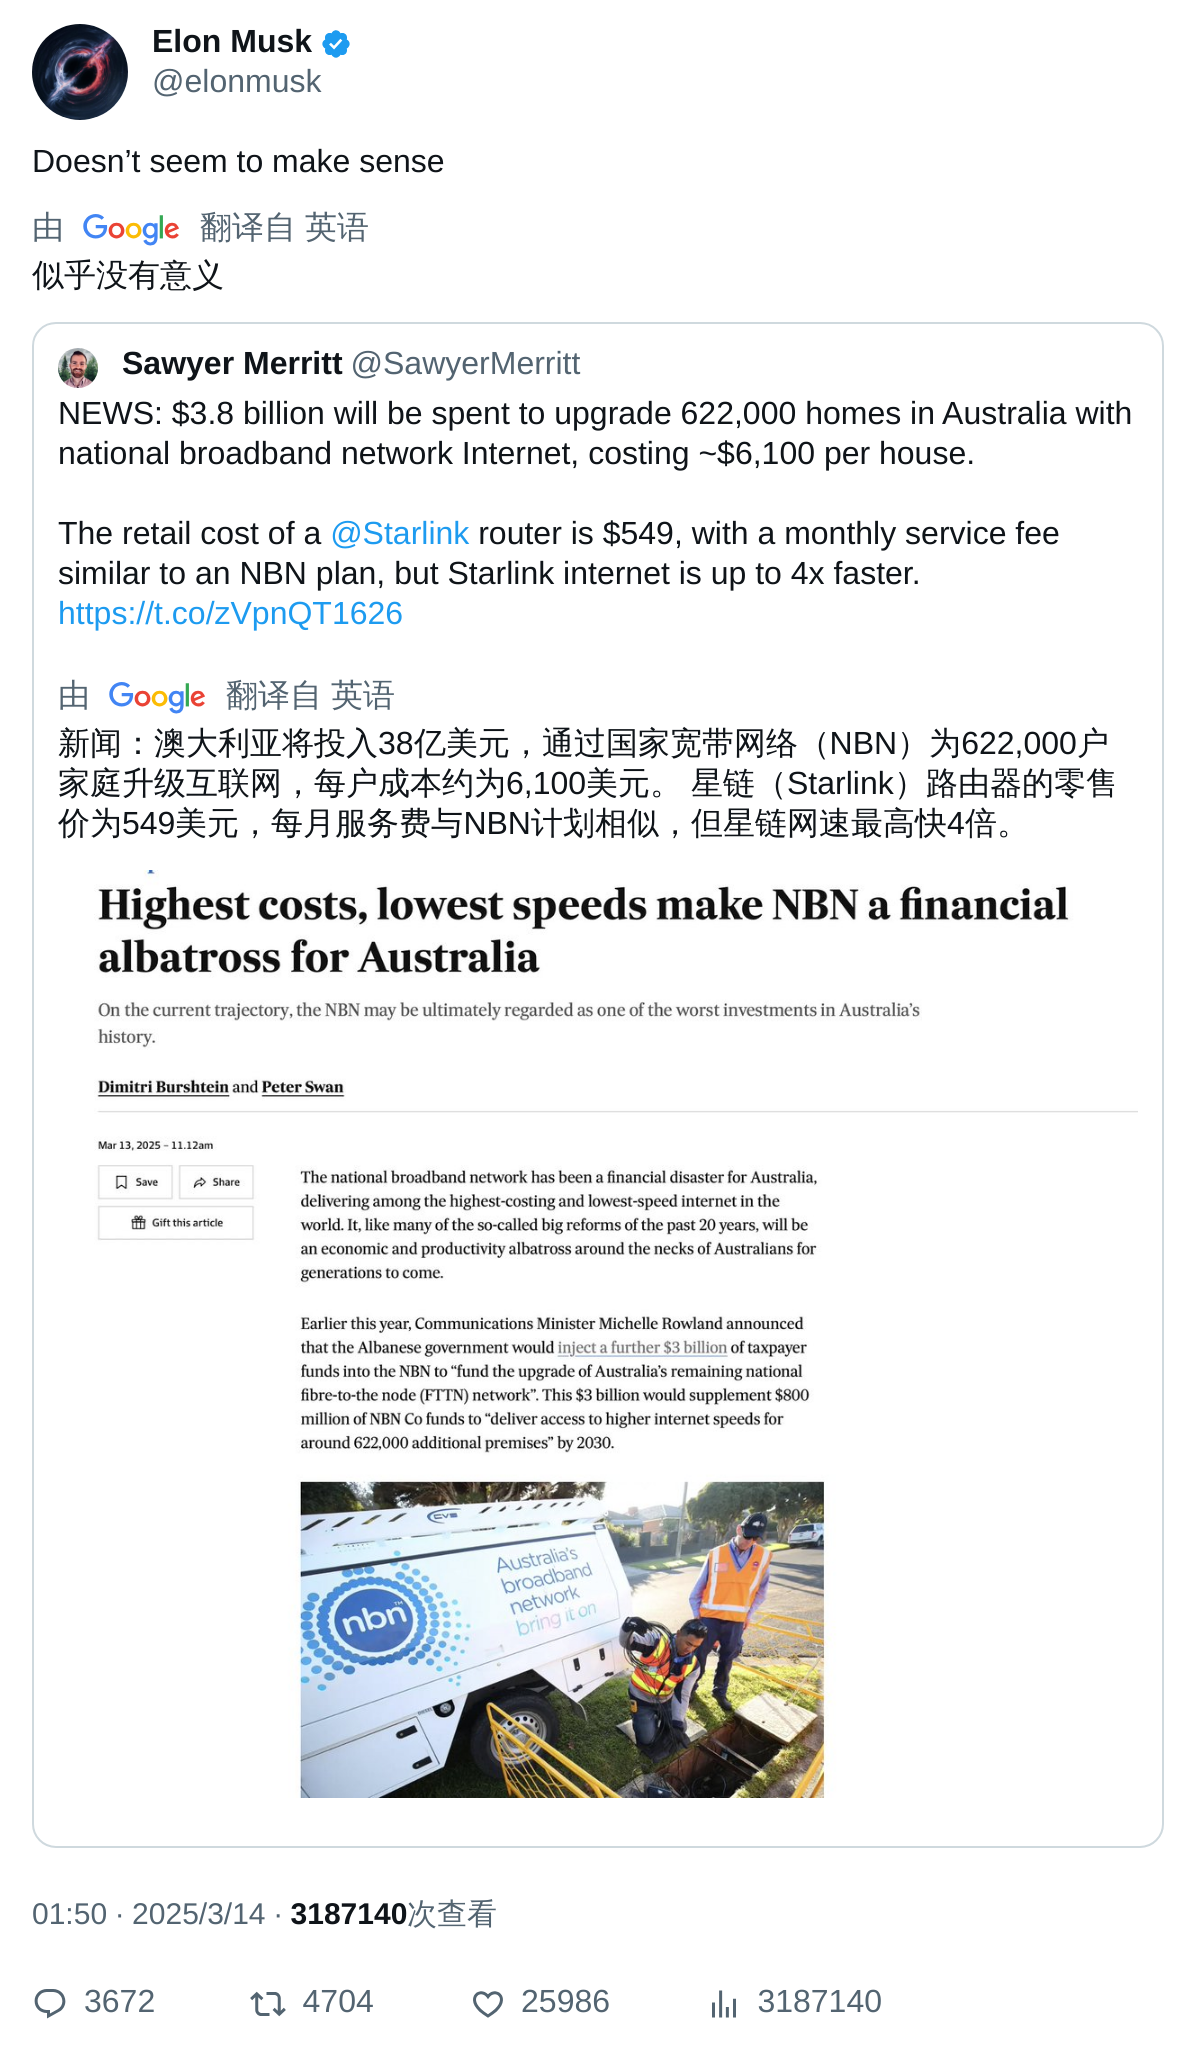 Elon Musk
@elonmusk
Doesn’t seem to make sense
由 Google 翻译自 英语
似乎没有意义
Sawyer Merritt @SawyerMerritt
NEWS: $3.8 billion will be spent to upgrade 622,000 homes in Australia with
national broadband network Internet, costing ~$6,100 per house.
The retail cost of a @Starlink router is $549, with a monthly service fee
similar to an NBN plan, but Starlink internet is up to 4x faster.
https://t.co/zVpnQT1626
由 Google 翻译自 英语
新闻：澳大利亚将投入38亿美元，通过国家宽带网络（NBN）为622,000户
家庭升级互联网，每户成本约为6,100美元。 星链（Starlink）路由器的零售
价为549美元，每月服务费与NBN计划相似，但星链网速最高快4倍。
Highest costs, lowest speeds make NBN a financial
albatross for Australia
On the current trajectory, the NBN may be ultimately regarded as one of the worst investments in Australia’s
history.
Dimitri Burshtein and Peter Swan
Mar 13, 2025 – 11.12am
Save
Share
Gift this article
The national broadband network has been a financial disaster for Australia,
delivering among the highest-costing and lowest-speed internet in the
world. It, like many of the so-called big reforms of the past 20 years, will be
an economic and productivity albatross around the necks of Australians for
generations to come.
Earlier this year, Communications Minister Michelle Rowland announced
that the Albanese government would inject a further $3 billion of taxpayer
funds into the NBN to “fund the upgrade of Australia’s remaining national
fibre-to-the node (FTTN) network”. This $3 billion would supplement $800
million of NBN Co funds to “deliver access to higher internet speeds for
around 622,000 additional premises” by 2030.
CVE
nbn™
Australia's
broadband
network
bring it on
01:50 · 2025/3/14 · 3187140次查看
3672
4704
25986
3187140